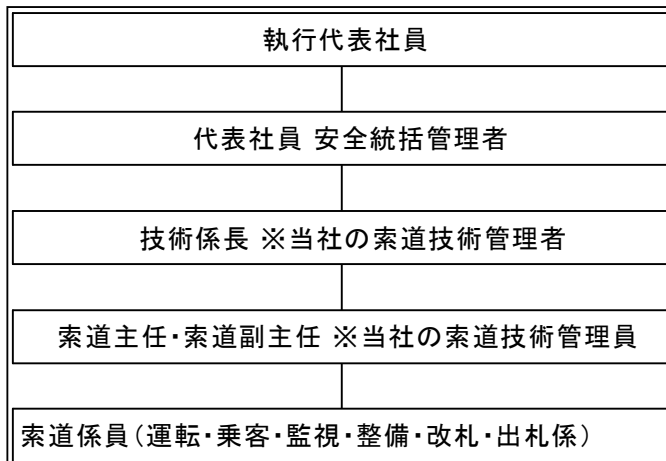 執行代表社員
代表社員 安全統括管理者
技術係長 ※当社の索道技術管理者
索道主任・索道副主任 ※当社の索道技術管理員
索道係員(運転・乗客・監視・整備・改札・出札係)